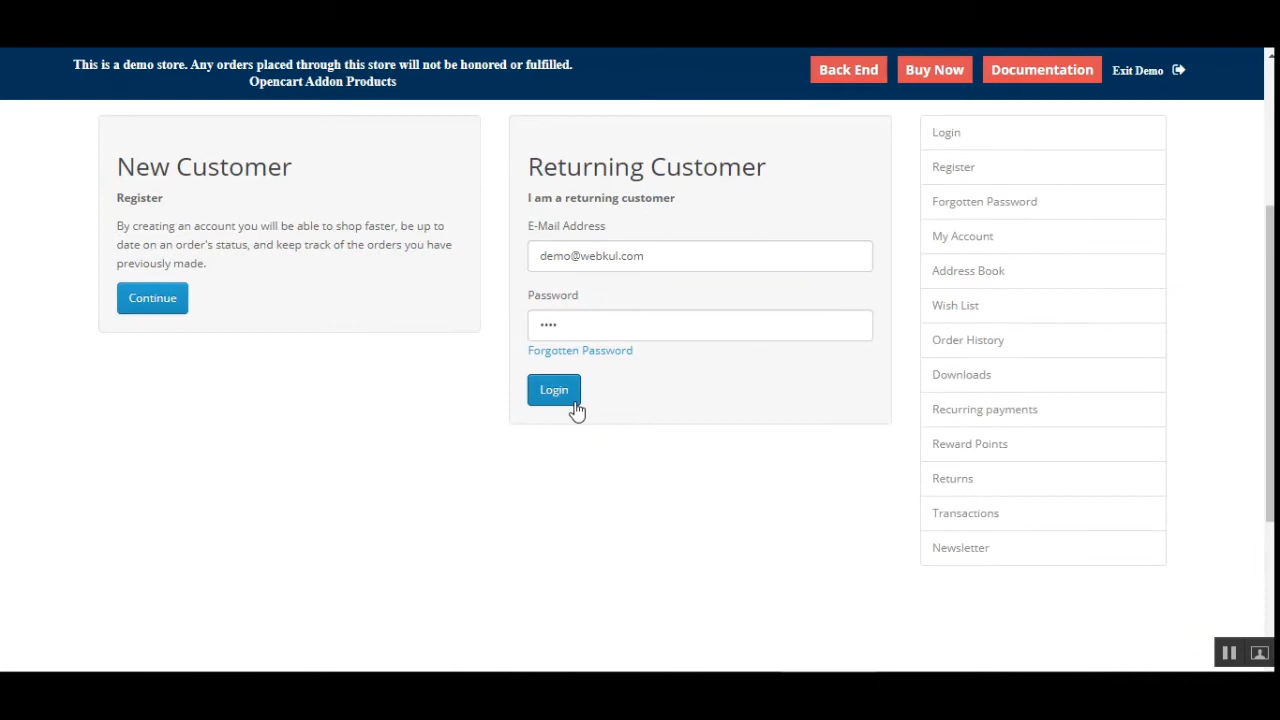 This is a demo store. Any orders placed through this store will not be honored or fulfilled.
Opencart Addon Products
Back End
Buy Now
Documentation
Exit Demo
New Customer
Register
By creating an account you will be able to shop faster, be up to
date on an order's status, and keep track of the orders you have
previously made.
Continue
Returning Customer
I am a returning customer
E-Mail Address
demo@webkul.com
Password
••••
Forgotten Password
Login
Login
Register
Forgotten Password
My Account
Address Book
Wish List
Order History
Downloads
Recurring payments
Reward Points
Returns
Transactions
Newsletter